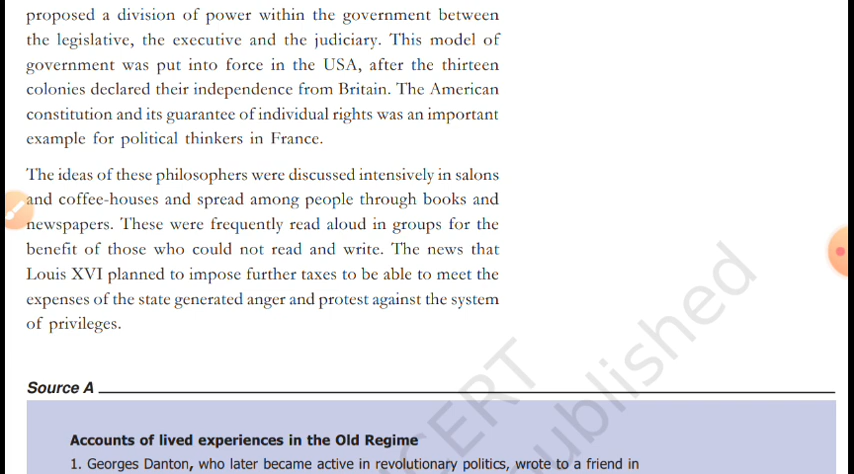 proposed a division of power within the government between
the legislative, the executive and the judiciary. This model of
government was put into force in the USA, after the thirteen
colonies declared their independence from Britain. The American
constitution and its guarantee of individual rights was an important
example for political thinkers in France.
The ideas of these philosophers were discussed intensively in salons
and coffee-houses and spread among people through books and
newspapers. These were frequently read aloud in groups for the
benefit of those who could not read and write. The news that
Louis XVI planned to impose further taxes to be able to meet the
expenses of the state generated anger and protest against the system
of privileges.
Source A
Accounts of lived experiences in the Old Regime
1. Georges Danton, who later became active in revolutionary politics, wrote to a friend in